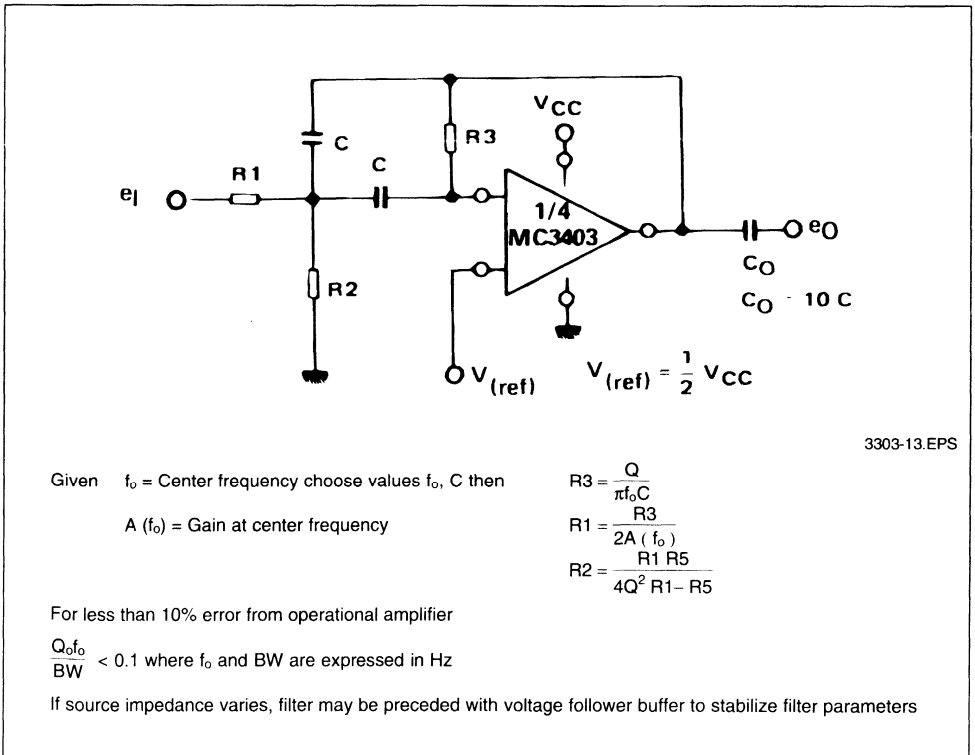 VCC
R3
C
C
R1
eI
1/4
MC3403
eO
CO
CO - 10 C
R2
V(ref)
V(ref) = 1/2 VCC
3303-13.EPS
Given fo = Center frequency choose values fo, C then
R3 = Q / πfoC
A (fo) = Gain at center frequency
R1 = R3 / 2A ( fo )
R2 = R1 R5 / 4Q² R1– R5
For less than 10% error from operational amplifier
Qofo / BW < 0.1 where fo and BW are expressed in Hz
If source impedance varies, filter may be preceded with voltage follower buffer to stabilize filter parameters